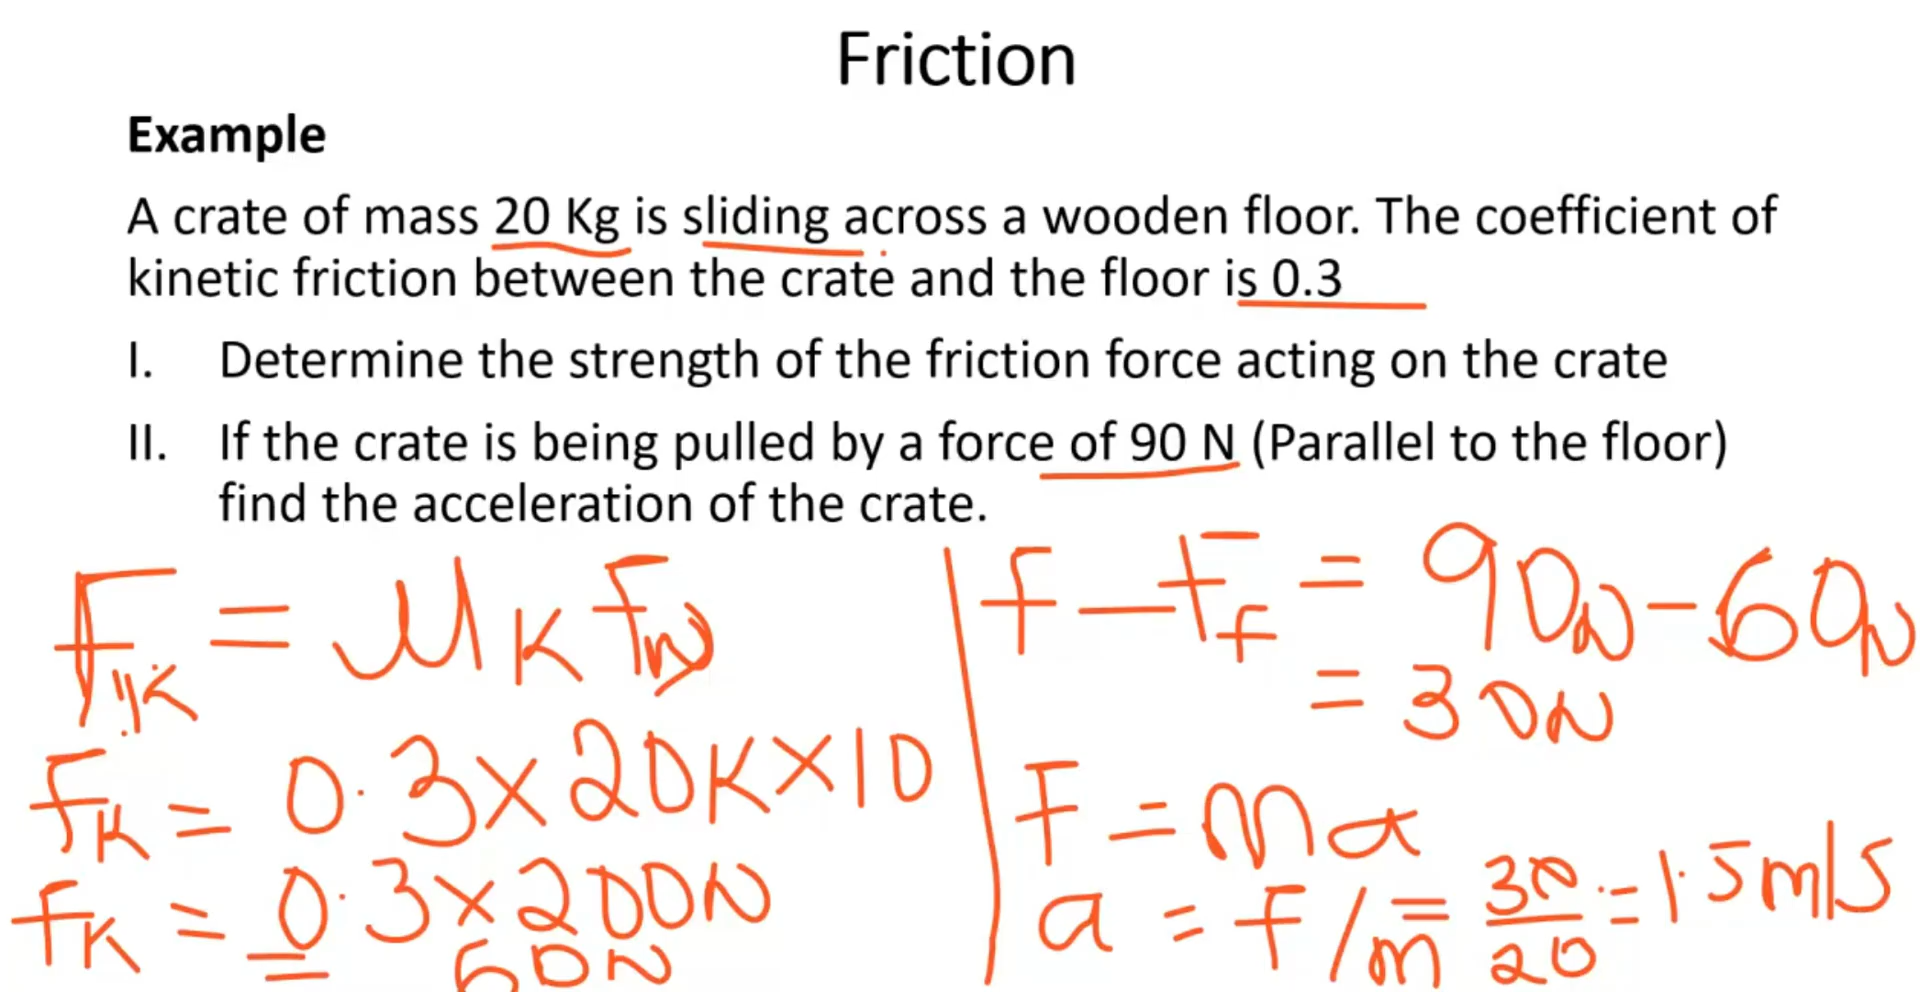 Friction
Example
A crate of mass 20 Kg is sliding across a wooden floor. The coefficient of
kinetic friction between the crate and the floor is 0.3
I. Determine the strength of the friction force acting on the crate
II. If the crate is being pulled by a force of 90 N (Parallel to the floor)
find the acceleration of the crate.
= μK FN
FK = 0.3 × 20K × 10
FK = 0.3 × 200N
60N
F - Ff = 90N - 60N
= 30N
F = ma
a = F/m = 30/20 = 1.5 m/s